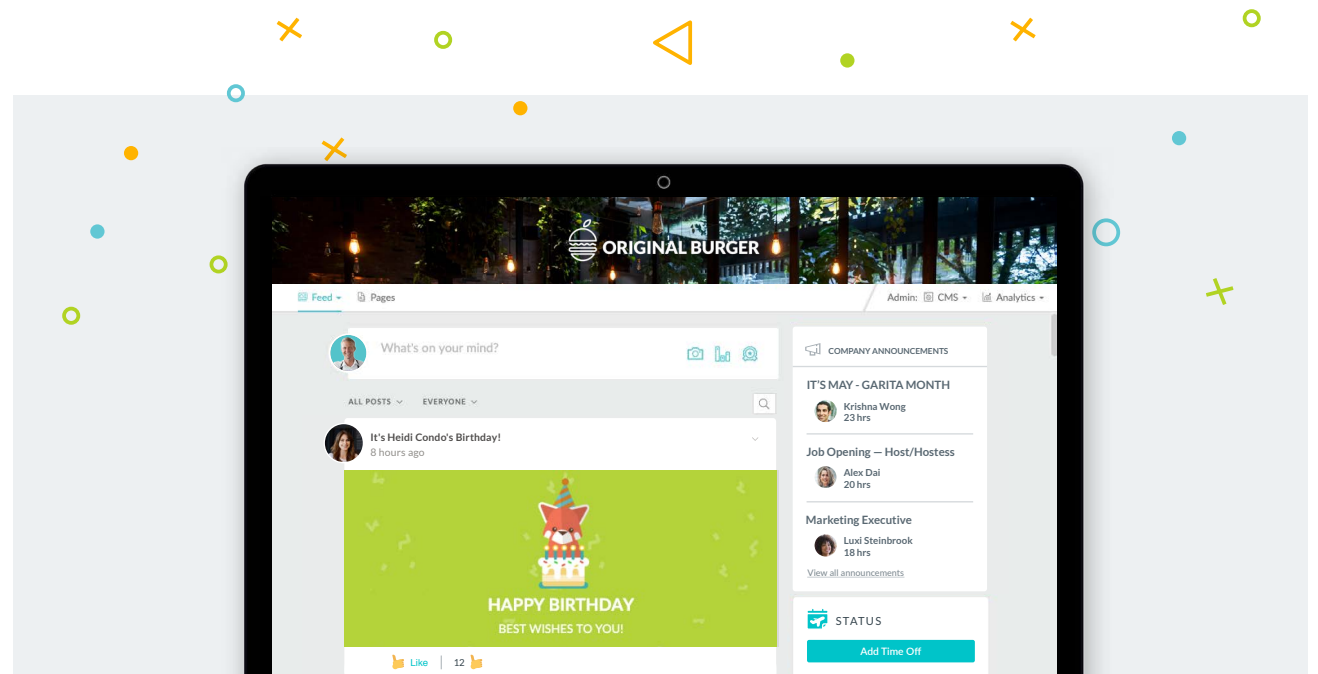 ORIGINAL BURGER
Feed
Pages
Admin:
CMS
Analytics
What's on your mind?
ALL POSTS
EVERYONE
It's Heidi Condo's Birthday!
8 hours ago
HAPPY BIRTHDAY
BEST WISHES TO YOU!
Like
12
COMPANY ANNOUNCEMENTS
IT'S MAY - GARITA MONTH
Krishna Wong
23 hrs
Job Opening — Host/Hostess
Alex Dai
20 hrs
Marketing Executive
Luxi Steinbrook
18 hrs
View all announcements
STATUS
Add Time Off